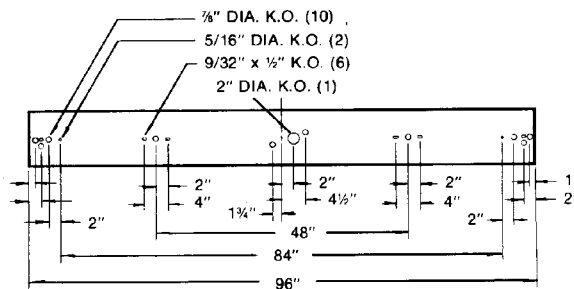 ⅞" DIA. K.O. (10)
5/16" DIA. K.O. (2)
9/32" x ½" K.O. (6)
2" DIA. K.O. (1)
2" 2" 2" 1
4" 4½" 4" 2
2" 1¾" 2"
48"
84"
96"